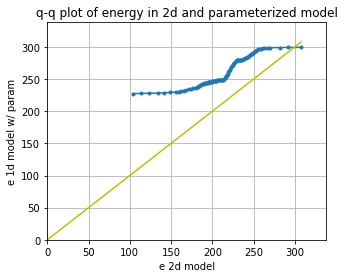 q-q plot of energy in 2d and parameterized model
e 1d model w/ param
300
250
200
150
100
50
0
0 50 100 150 200 250 300
e 2d model